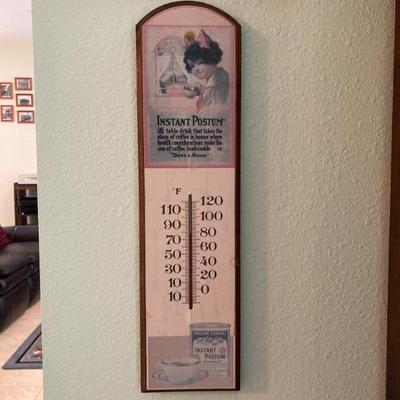 INSTANT POSTUM
A table drink that takes the
place of coffee in homes where
health considerations make the
use of coffee inadvisable
"There's a Reason"
°F
120
110
100
90
80
70
60
50
40
30
20
10
0
10
POSTUM CEREAL
INSTANT
POSTUM